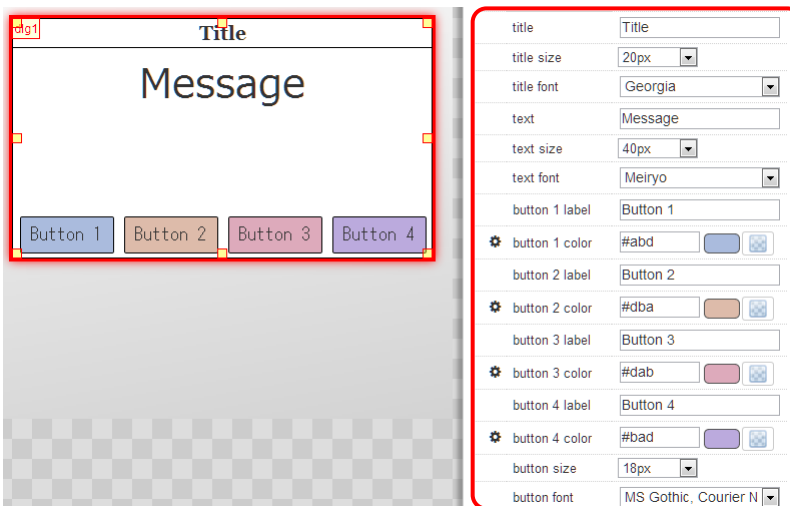 dlg1
Title
Message
Button 1 Button 2 Button 3 Button 4
title Title
title size 20px
title font Georgia
text Message
text size 40px
text font Meiryo
button 1 label Button 1
button 1 color #abd
button 2 label Button 2
button 2 color #dba
button 3 label Button 3
button 3 color #dab
button 4 label Button 4
button 4 color #bad
button size 18px
button font MS Gothic, Courier N